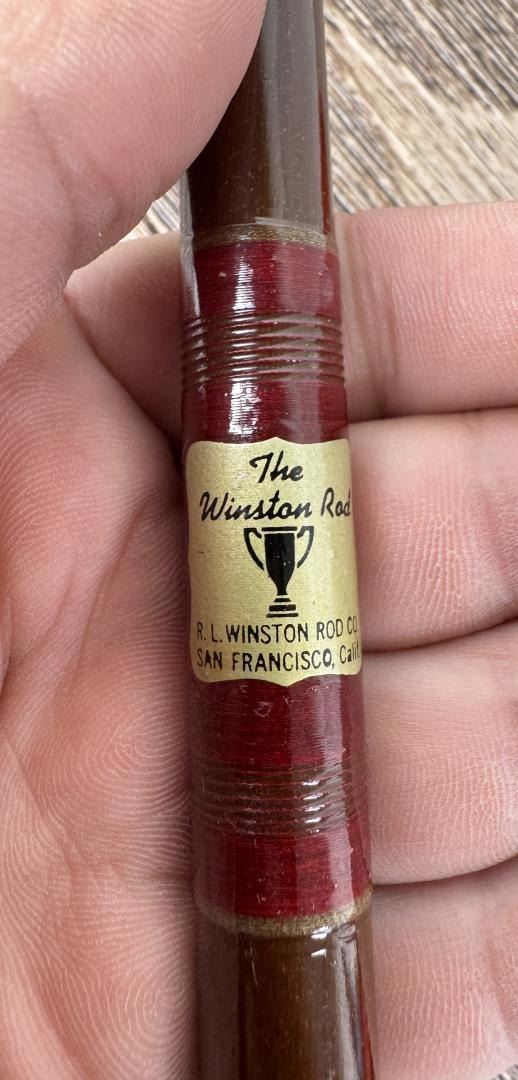 The
Winston Rod
R. L. WINSTON ROD CO.
SAN FRANCISCO, Calif.